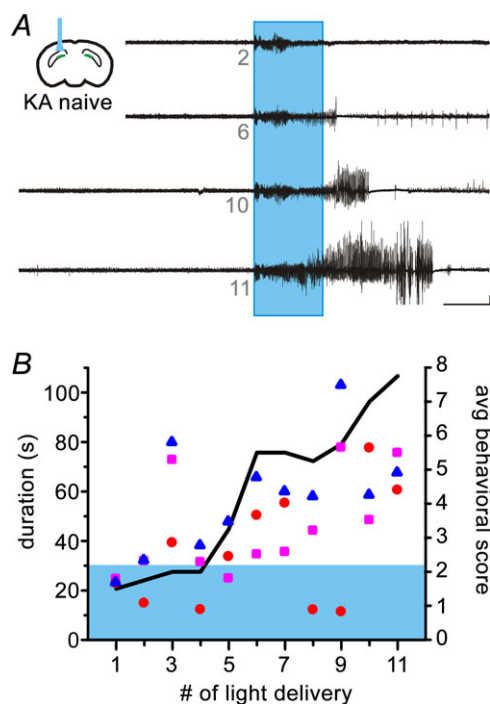 A
KA naive
2
6
10
11
B
duration (s)
100
80
60
40
20
0
8
7
6
5
4
3
2
1
0
avg behavioral score
1 3 5 7 9 11
# of light delivery